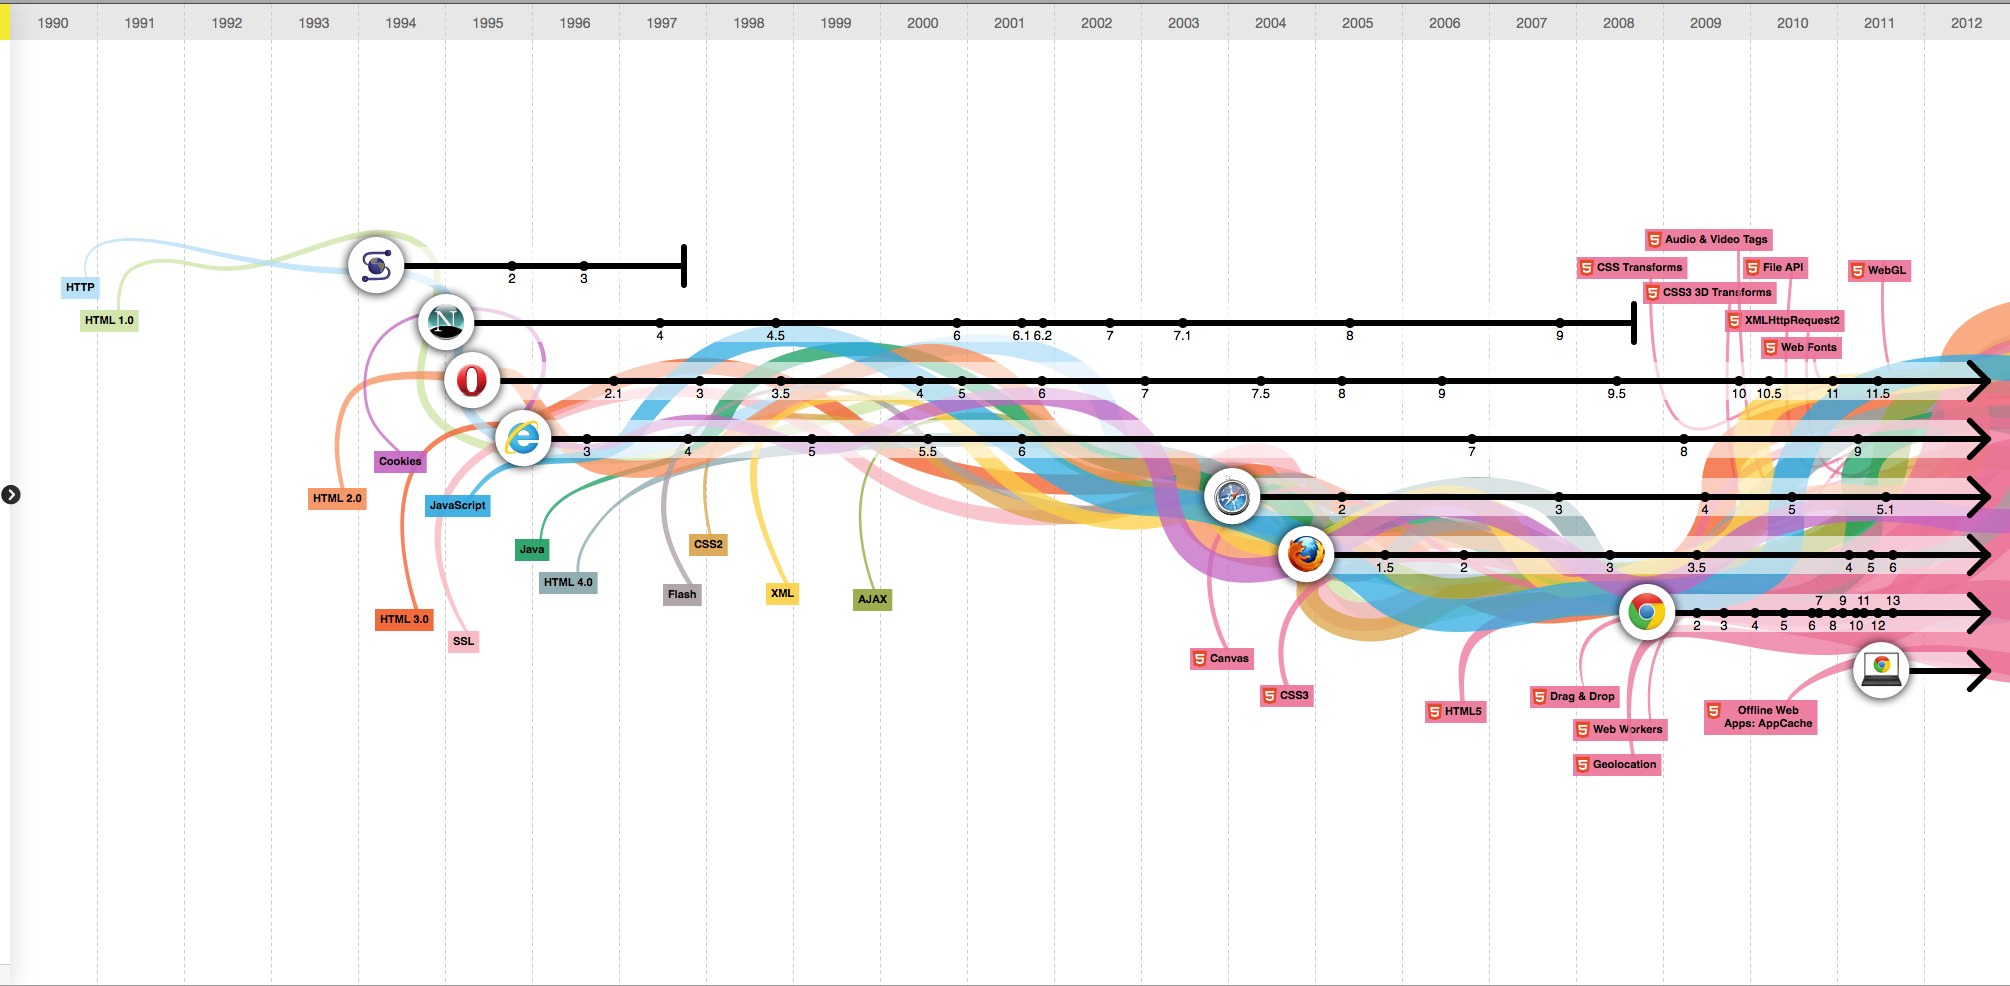 1990 1991 1992 1993 1994 1995 1996 1997 1998 1999 2000 2001 2002 2003 2004 2005 2006 2007 2008 2009 2010 2011 2012
Audio & Video Tags
CSS Transforms
File API
WebGL
CSS3 3D Transforms
HTTP
HTML 1.0
XMLHttpRequest2
Web Fonts
2 3
N
4 4.5 6 6.1 6.2 7 7.1 8 9
2.1 3 3.5 4 5 6 7 7.5 8 9 9.5 10 10.5 11 11.5
3 4 5 5.5 6 7 8 9
Cookies
HTML 2.0
JavaScript
2 3 4 5 5.1
Java
CSS2
1.5 2 3 3.5 4 5 6
HTML 4.0
Flash
XML
AJAX
7 9 11 13
HTML 3.0
2 3 4 5 6 8 10 12
SSL
5 Canvas
5 CSS3
5 HTML5
5 Drag & Drop
5 Web Workers
5 Geolocation
5 Offline Web
Apps: AppCache